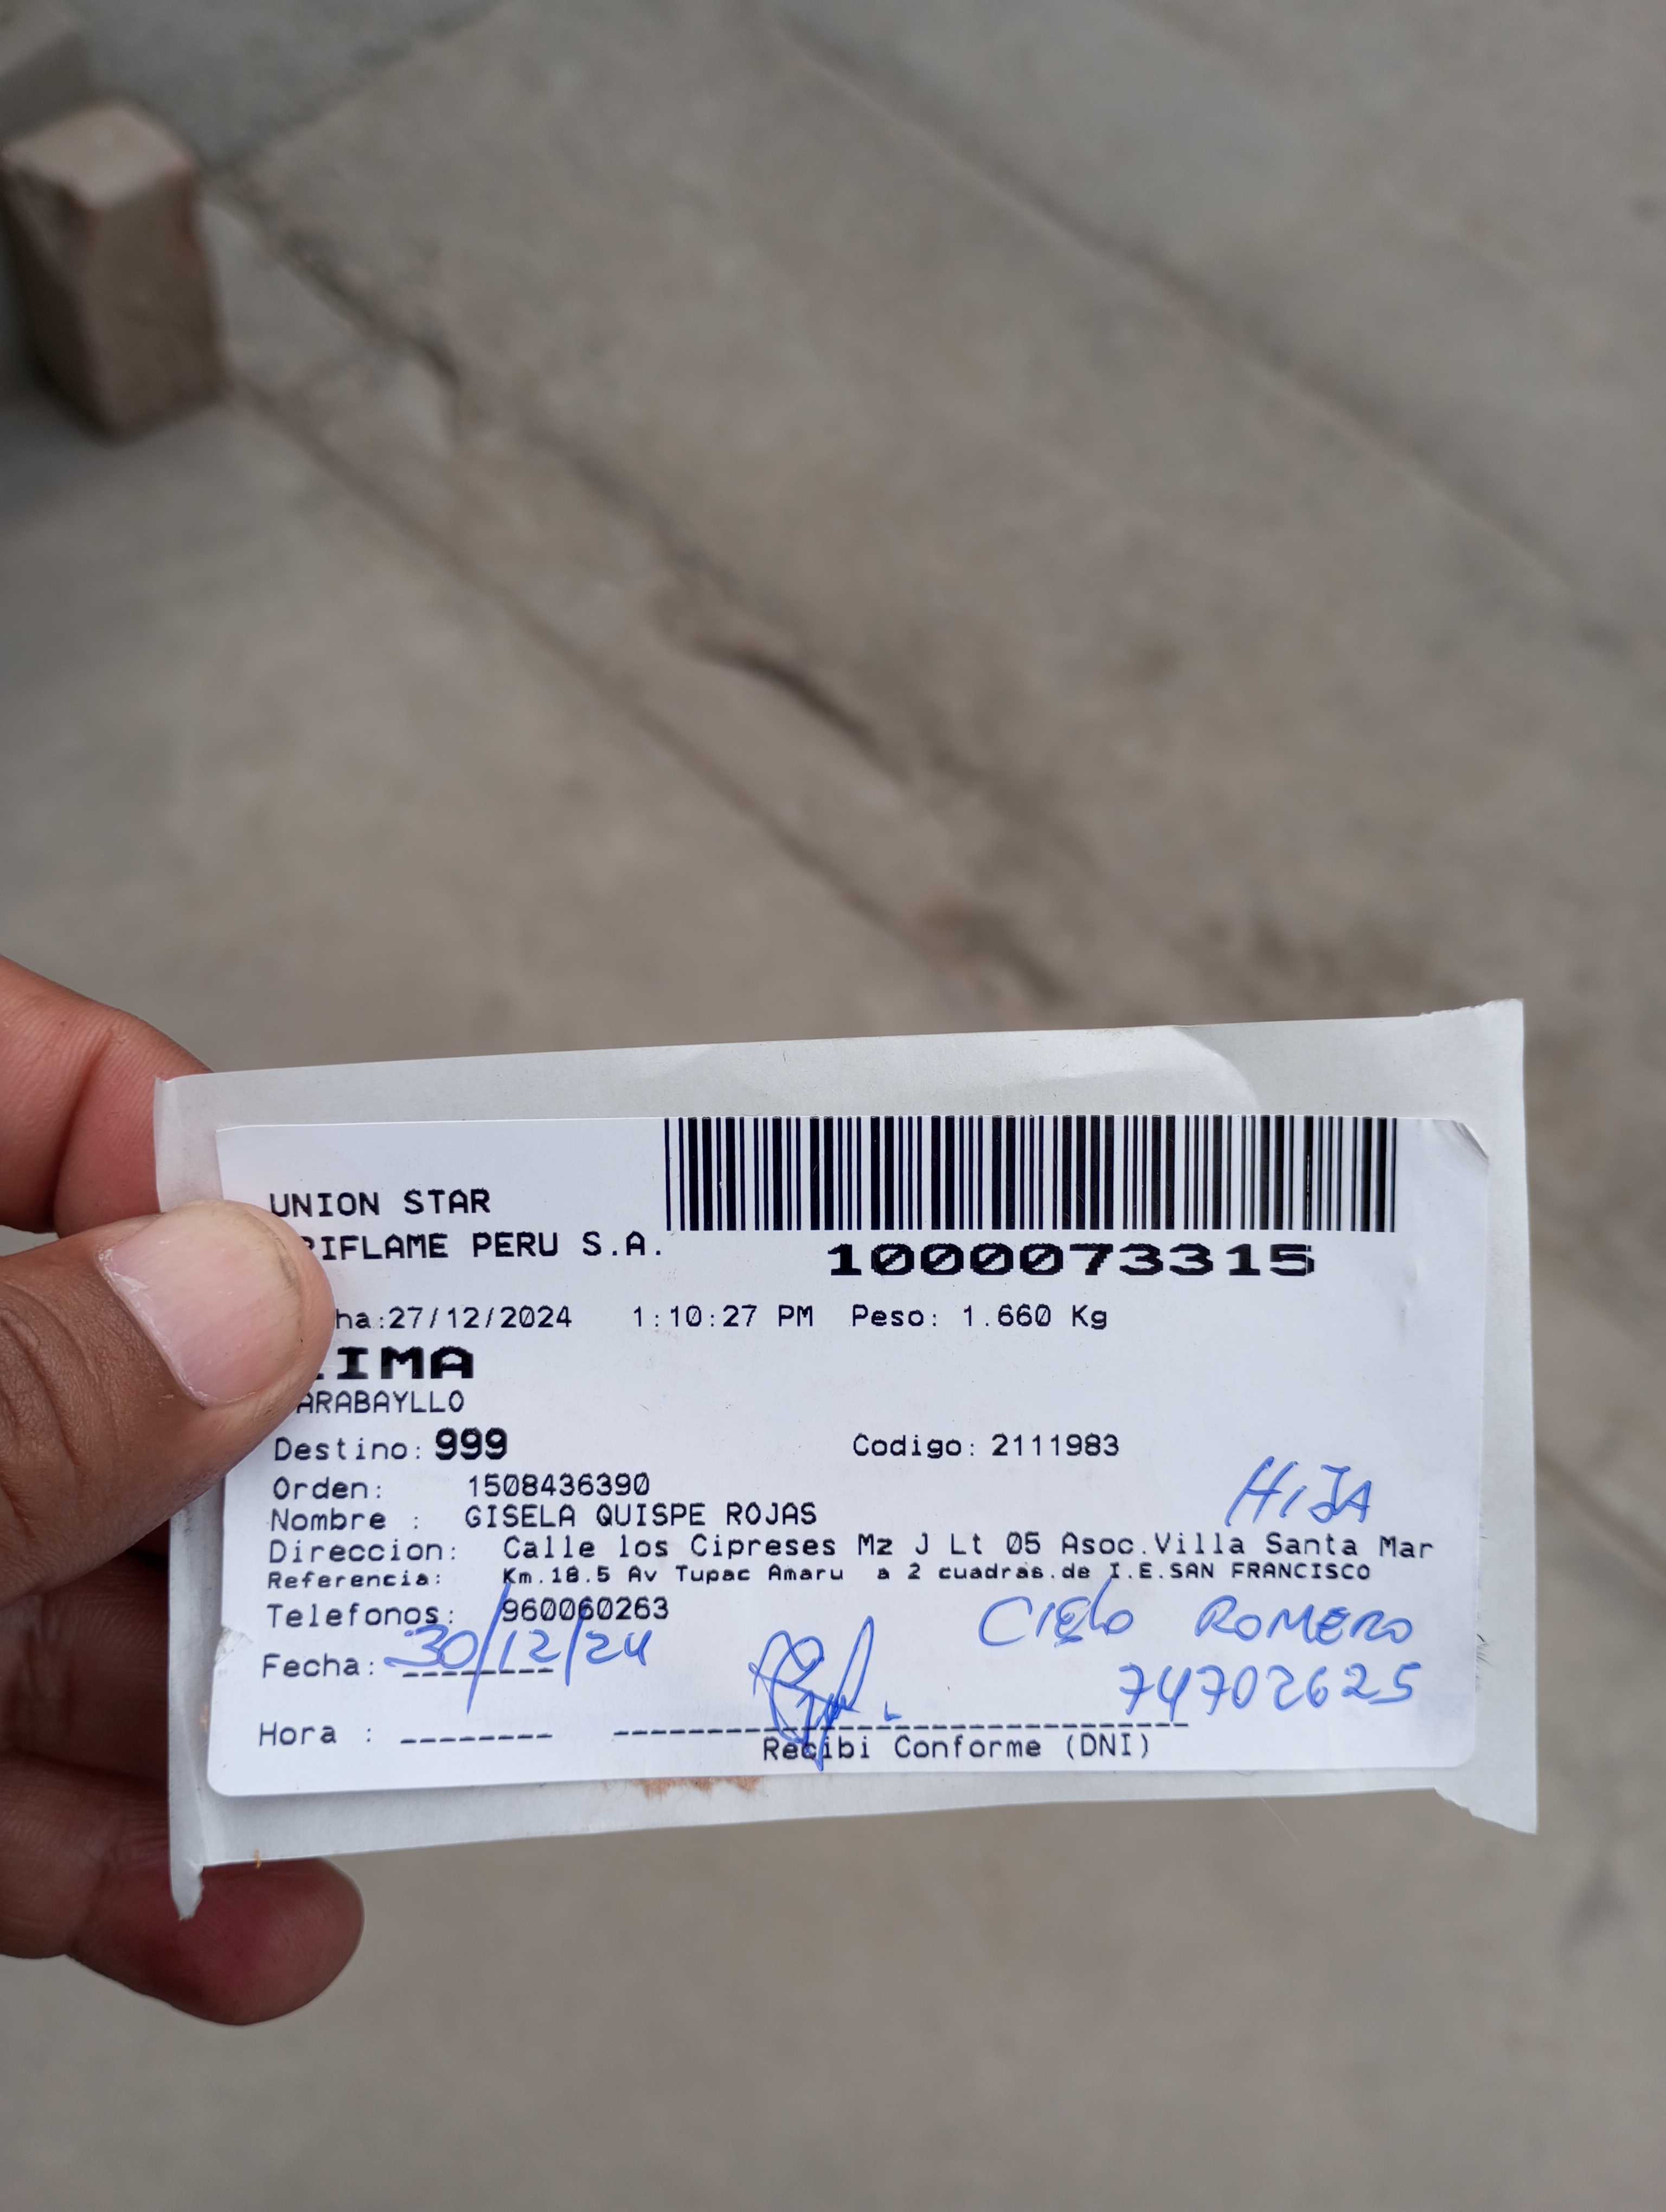 UNION STAR
RIFLAME PERU S.A.
1000073315
ha:27/12/2024 1:10:27 PM Peso: 1.660 Kg
IMA
ARABAYLLO
Destino: 999 Codigo: 2111983
Orden: 1508436390
HIJA
Nombre : GISELA QUISPE ROJAS
Direccion: Calle los Cipreses Mz J Lt 05 Asoc.Villa Santa Mar
Referencia: Km.18.5 Av Tupac Amaru a 2 cuadras.de I.E.SAN FRANCISCO
Telefonos: 960060263
CIELO ROMERO
Fecha: 30/12/24
74702625
Hora :
Recibi Conforme (DNI)